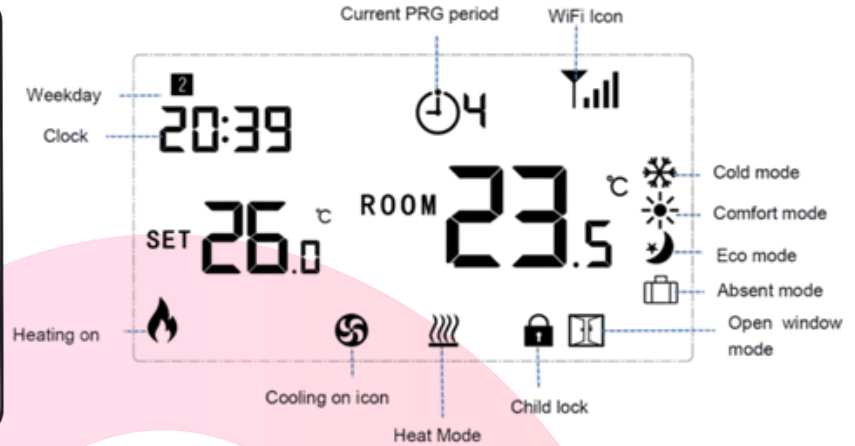 Current PRG period
WiFi Icon
Weekday
2
Clock
20:39
4
SET 26.0 ℃
ROOM 23.5 ℃
Cold mode
Comfort mode
Eco mode
Absent mode
Heating on
Open window
mode
Cooling on icon
Child lock
Heat Mode